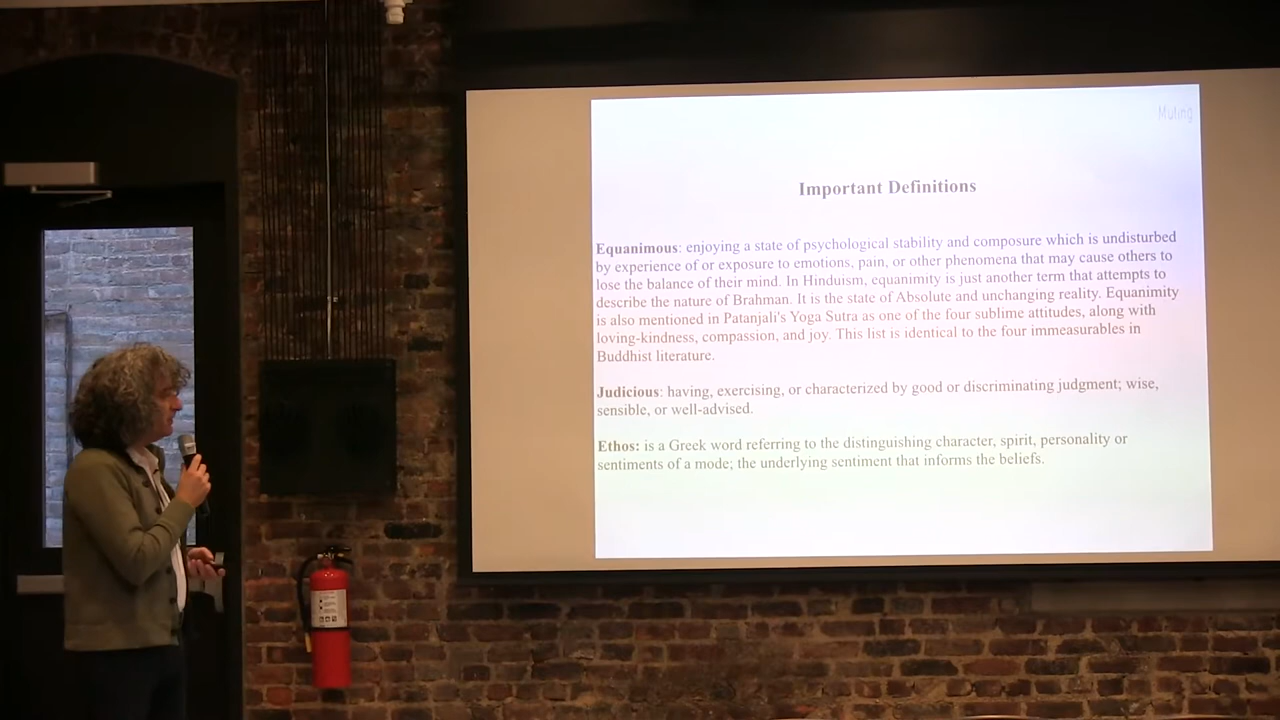 Muting
Important Definitions
Equanimous: enjoying a state of psychological stability and composure which is undisturbed
by experience of or exposure to emotions, pain, or other phenomena that may cause others to
lose the balance of their mind. In Hinduism, equanimity is just another term that attempts to
describe the nature of Brahman. It is the state of Absolute and unchanging reality. Equanimity
is also mentioned in Patanjali's Yoga Sutra as one of the four sublime attitudes, along with
loving-kindness, compassion, and joy. This list is identical to the four immeasurables in
Buddhist literature.
Judicious: having, exercising, or characterized by good or discriminating judgment; wise,
sensible, or well-advised.
Ethos: is a Greek word referring to the distinguishing character, spirit, personality or
sentiments of a mode; the underlying sentiment that informs the beliefs.